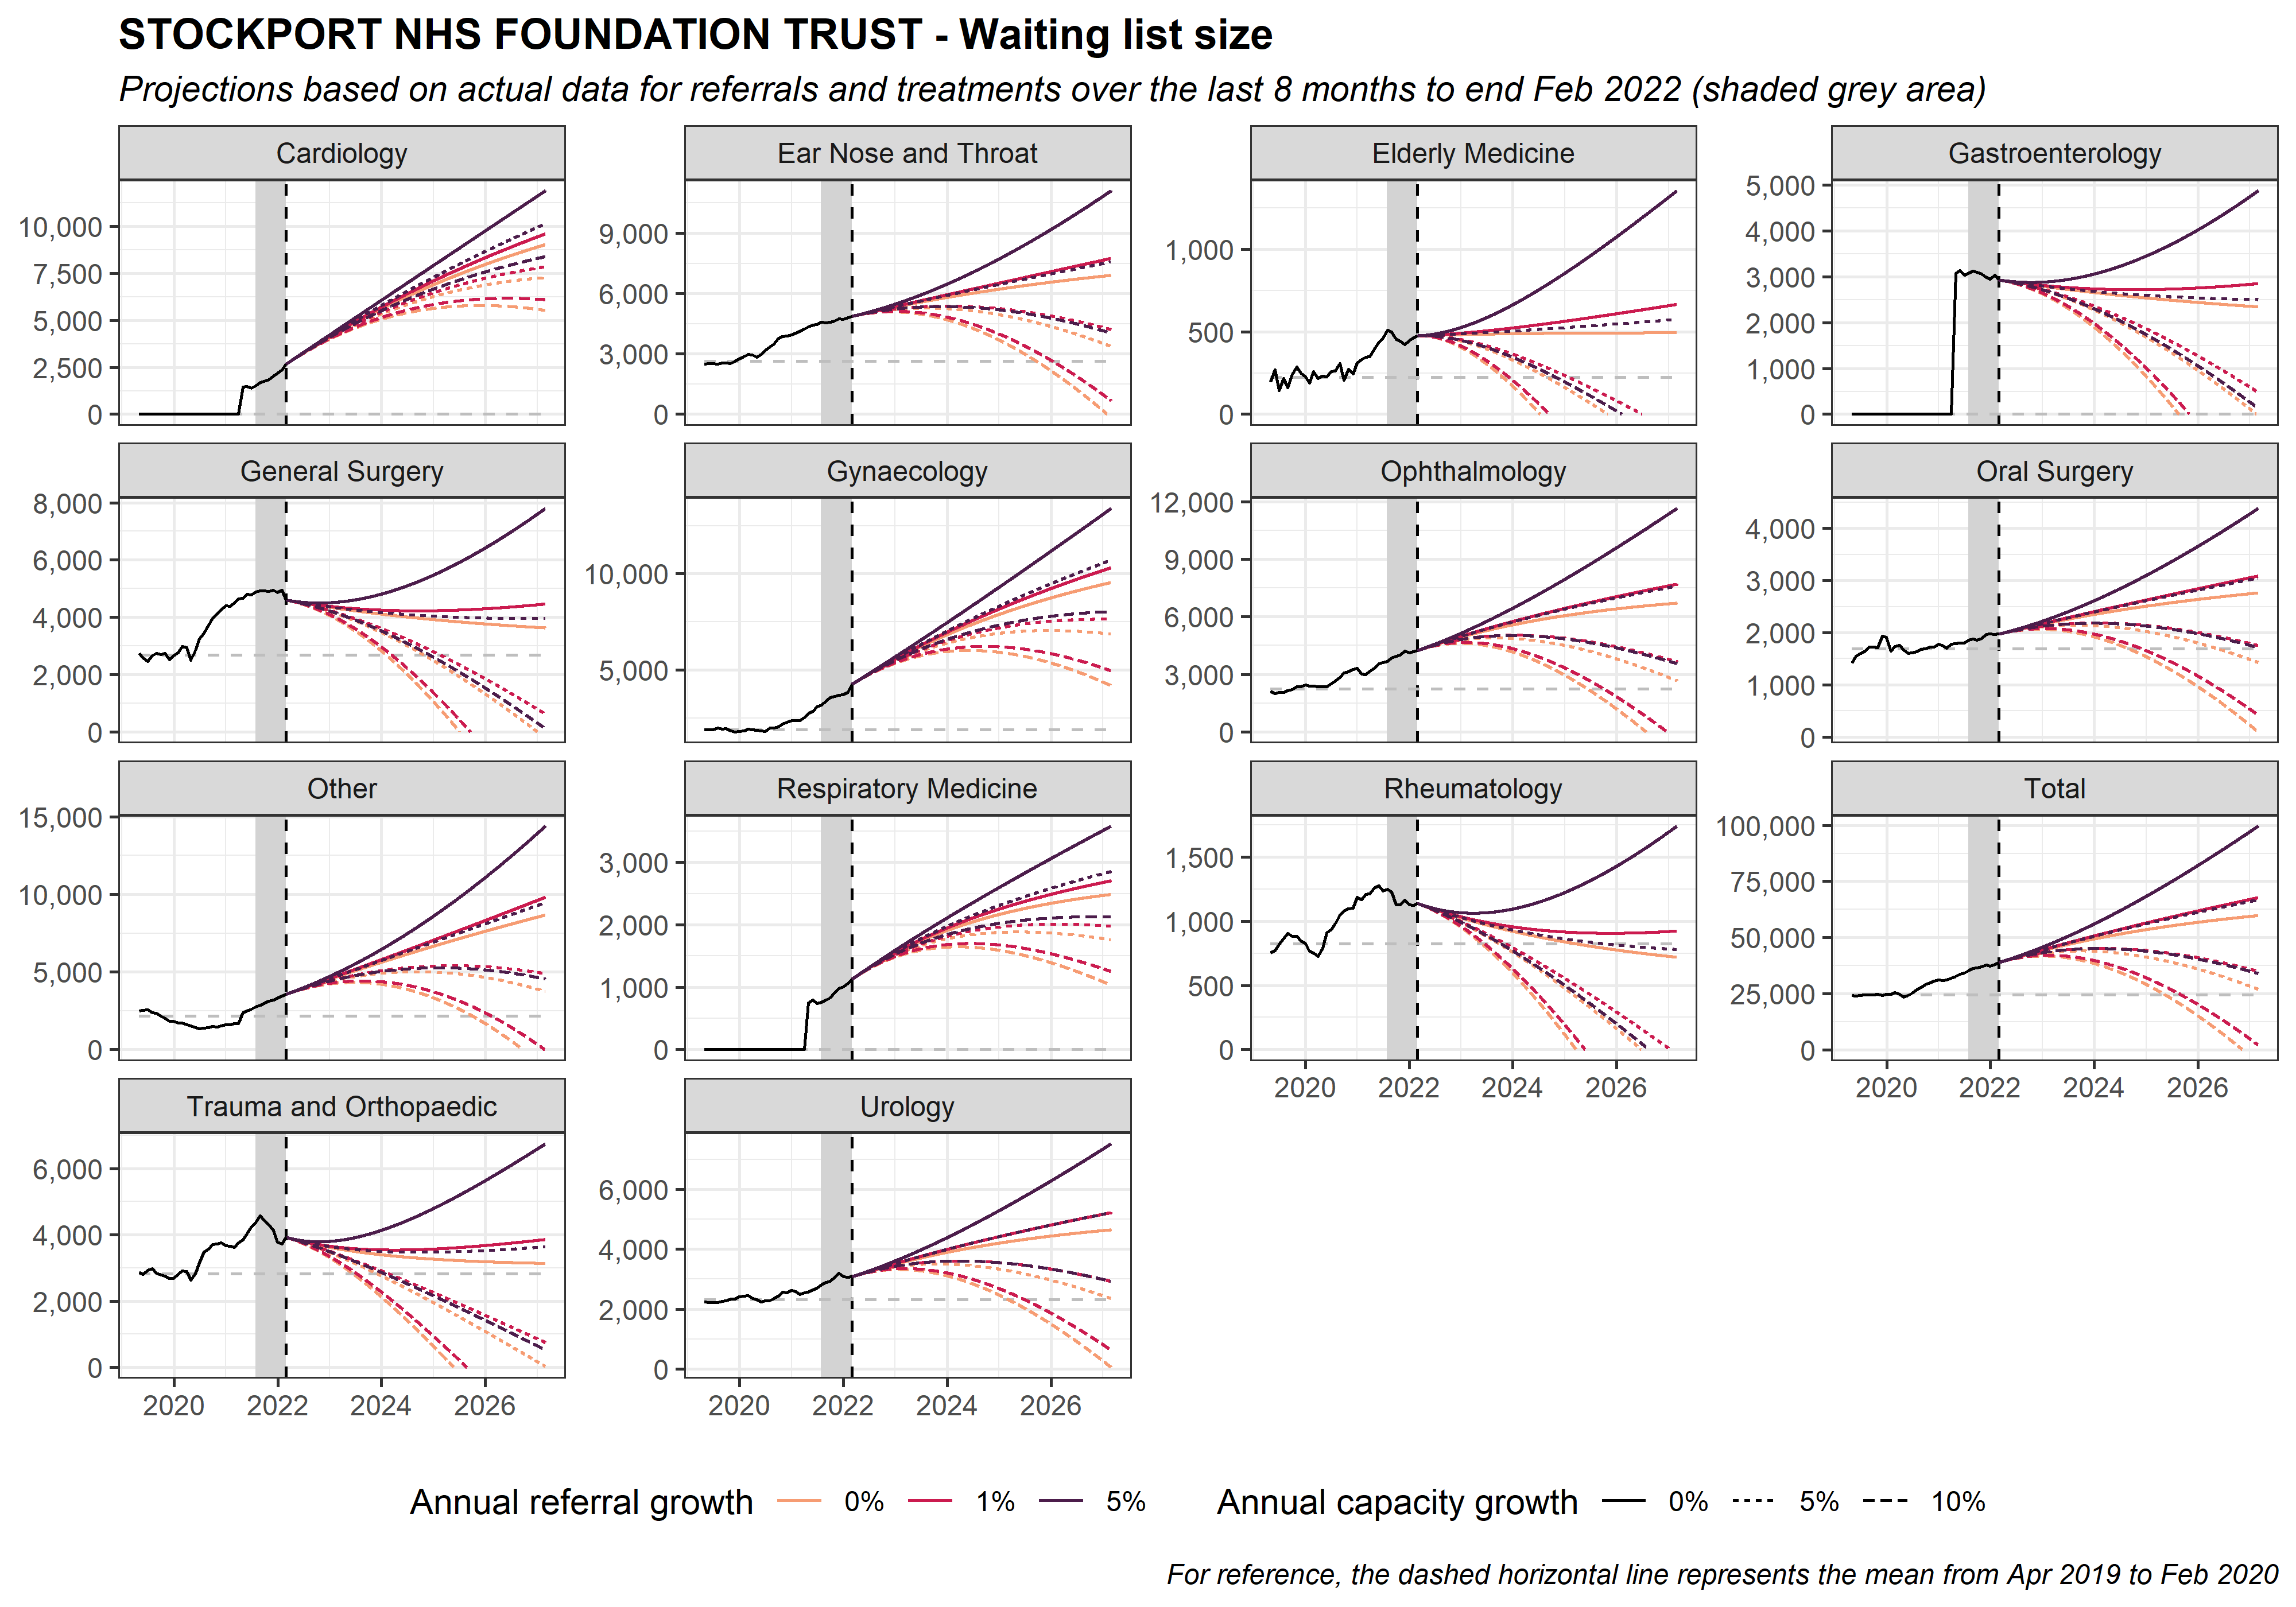 STOCKPORT NHS FOUNDATION TRUST - Waiting list size
Projections based on actual data for referrals and treatments over the last 8 months to end Feb 2022 (shaded grey area)
Cardiology
10,000
7,500
5,000
2,500
0
Ear Nose and Throat
9,000
6,000
3,000
0
Elderly Medicine
1,000
500
0
Gastroenterology
5,000
4,000
3,000
2,000
1,000
0
General Surgery
8,000
6,000
4,000
2,000
0
Gynaecology
10,000
5,000
Ophthalmology
12,000
9,000
6,000
3,000
0
Oral Surgery
4,000
3,000
2,000
1,000
0
Other
15,000
10,000
5,000
0
Respiratory Medicine
3,000
2,000
1,000
0
Rheumatology
1,500
1,000
500
0
2020 2022 2024 2026
Total
100,000
75,000
50,000
25,000
0
2020 2022 2024 2026
Trauma and Orthopaedic
6,000
4,000
2,000
0
2020 2022 2024 2026
Urology
6,000
4,000
2,000
0
2020 2022 2024 2026
Annual referral growth 0% 1% 5% Annual capacity growth 0% 5% 10%
For reference, the dashed horizontal line represents the mean from Apr 2019 to Feb 2020